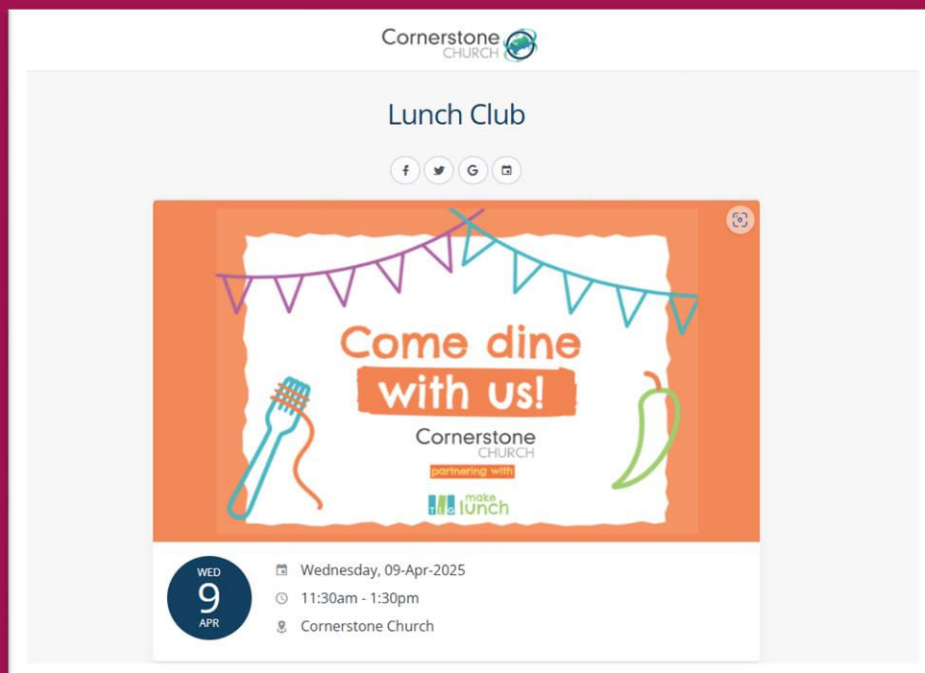 Cornerstone
CHURCH
Lunch Club
Come dine
with us!
Cornerstone
CHURCH
partnering with
TLG make
lunch
WED
9
APR
Wednesday, 09-Apr-2025
11:30am - 1:30pm
Cornerstone Church